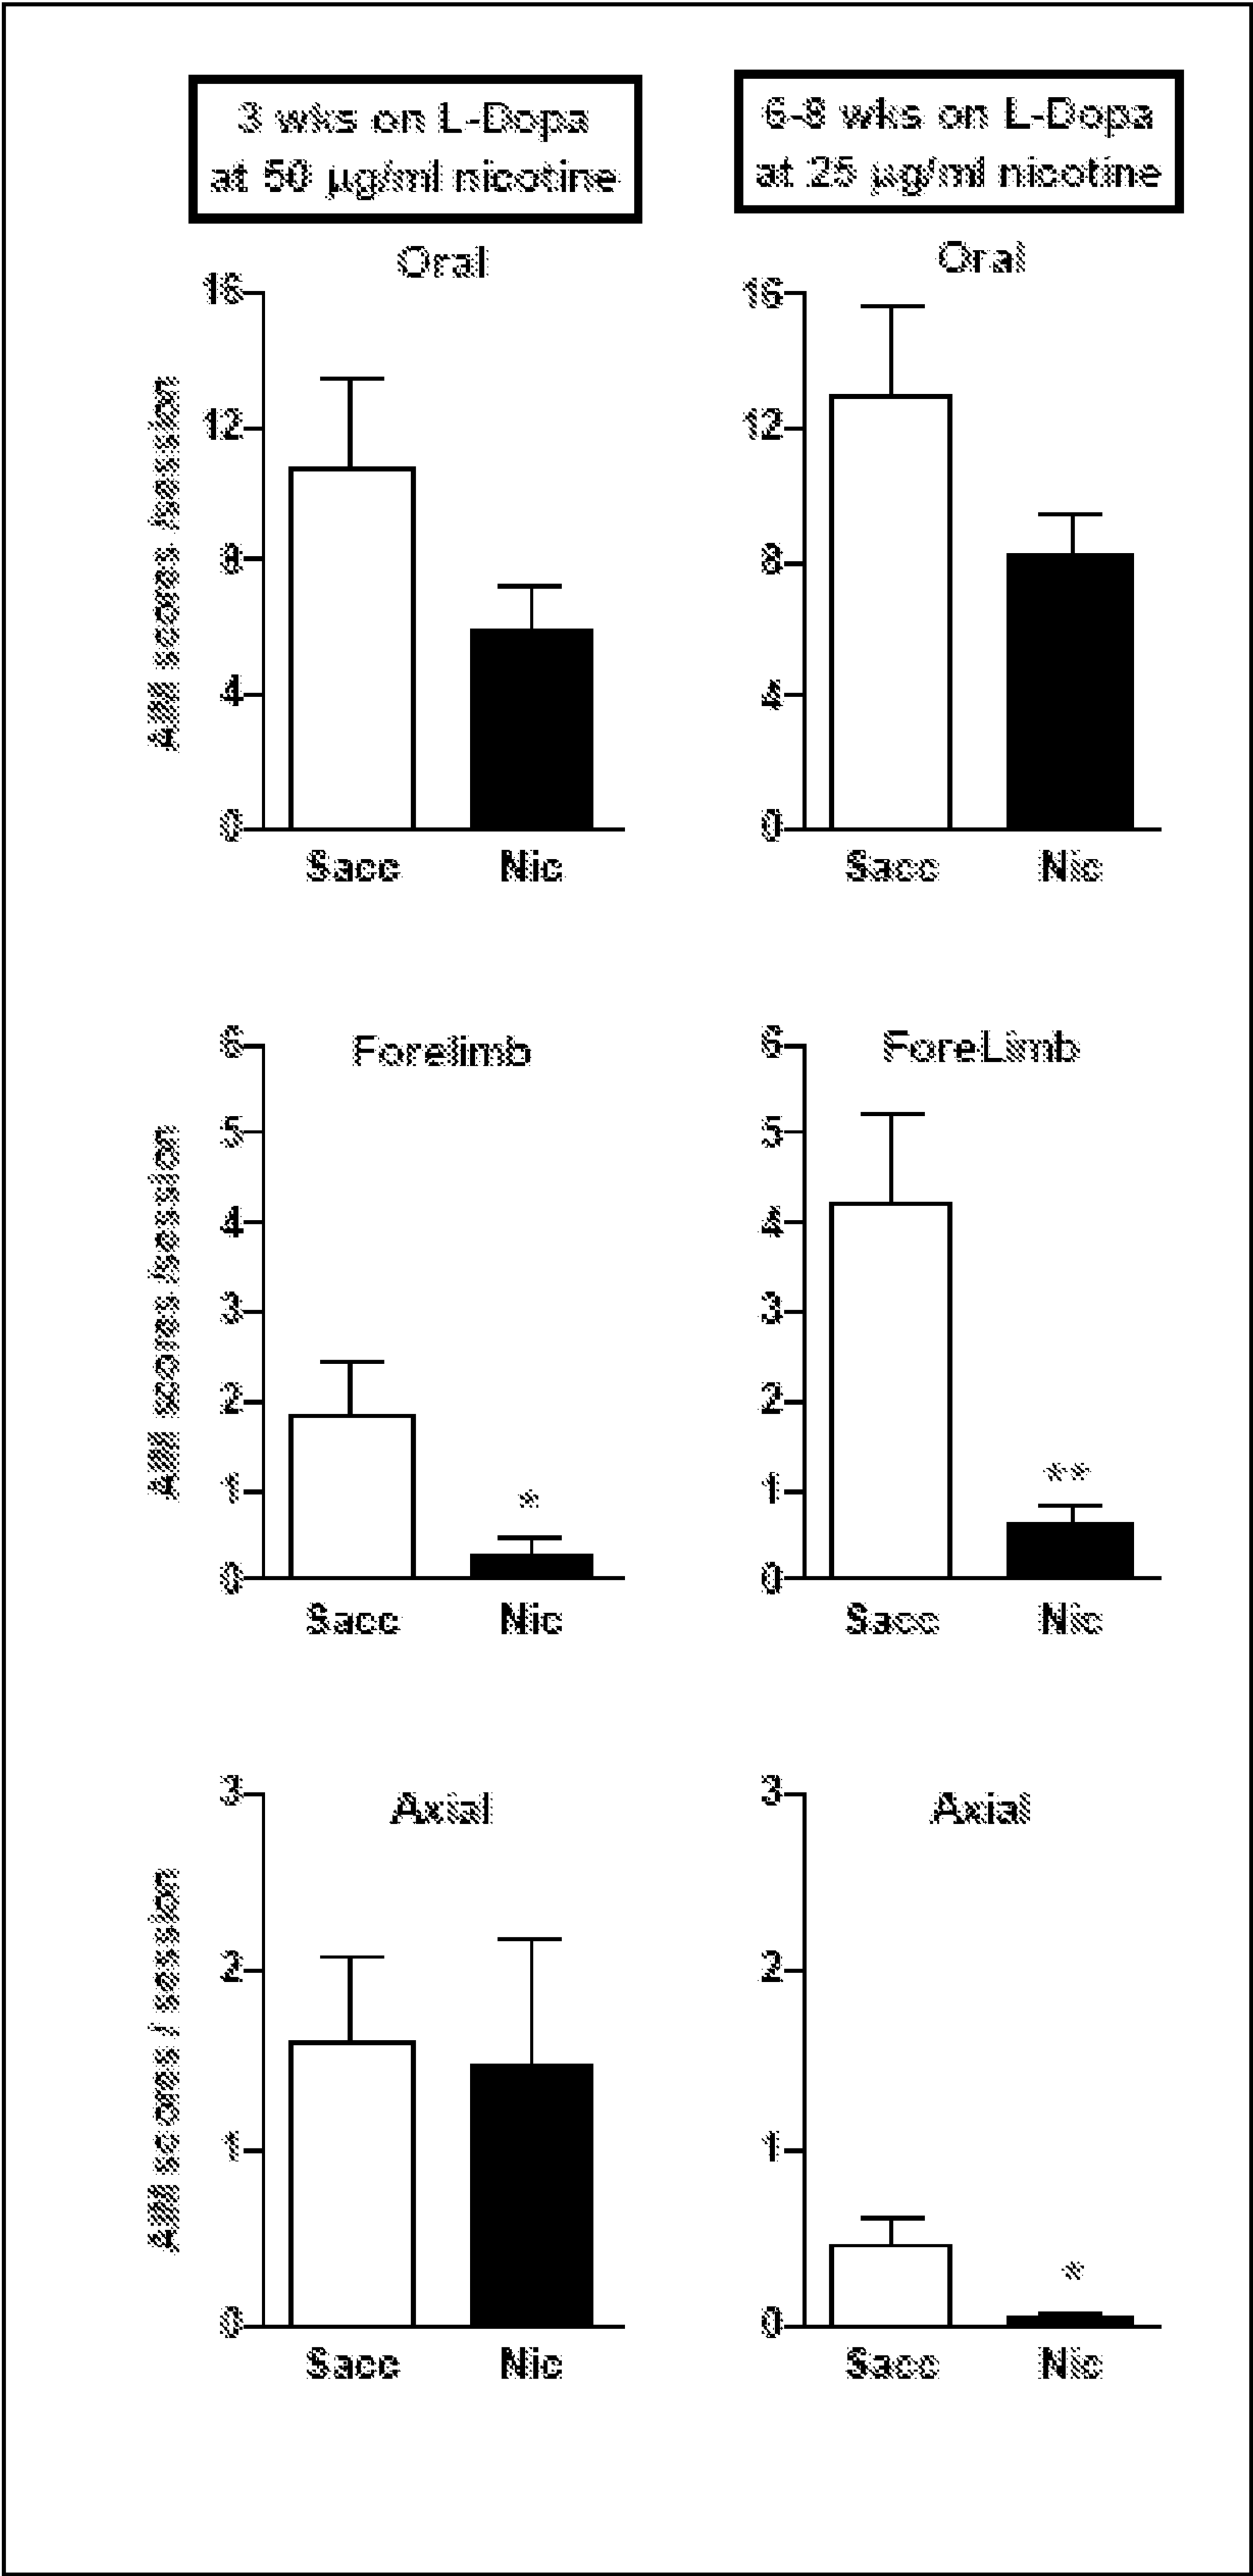 3 wks on L-Dopa
at 50 µg/ml nicotine
6-8 wks on L-Dopa
at 25 µg/ml nicotine
Oral
16
12
8
4
0
Sacc Nic
AIM scores /session
Oral
16
12
8
4
0
Sacc Nic
Forelimb
6
5
4
3
2
1
0
*
Sacc Nic
AIM scores /session
ForeLimb
6
5
4
3
2
1
0
**
Sacc Nic
Axial
3
2
1
0
Sacc Nic
AIM scores / session
Axial
3
2
1
0
*
Sacc Nic